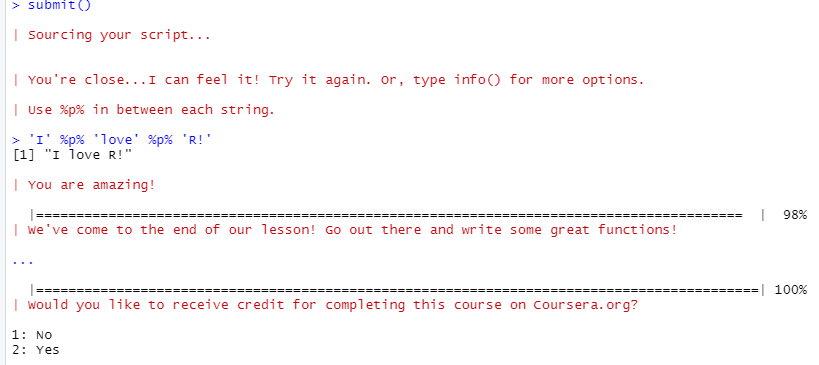 > submit()
| Sourcing your script...
| You're close...I can feel it! Try it again. Or, type info() for more options.
| Use %p% in between each string.
> 'I' %p% 'love' %p% 'R!'
[1] "I love R!"
| You are amazing!
|======================================================================================== | 98%
| We've come to the end of our lesson! Go out there and write some great functions!
...
|==========================================================================================| 100%
| Would you like to receive credit for completing this course on Coursera.org?
1: No
2: Yes